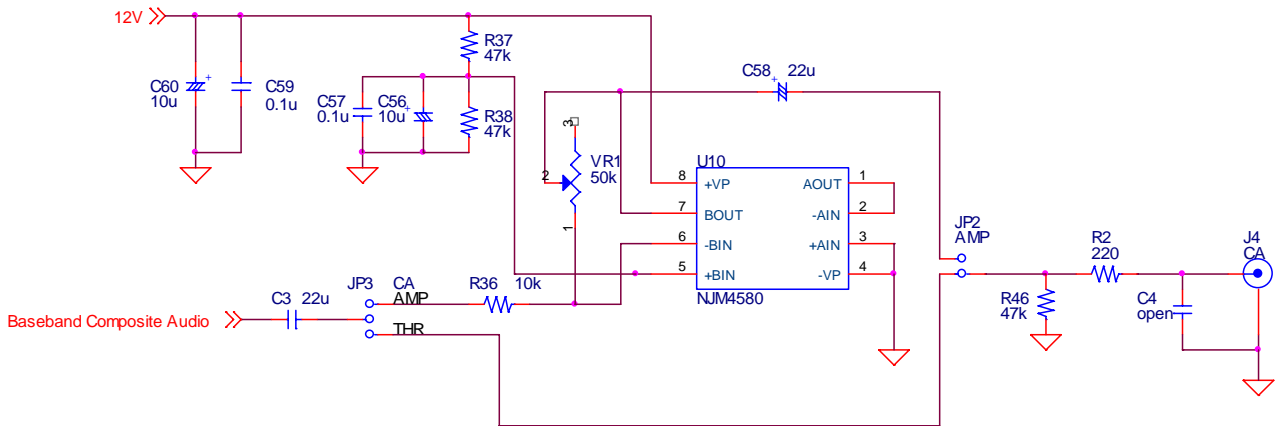 12V
C60
10u
C59
0.1u
C57
0.1u
C56
10u
R37
47k
R38
47k
C58
22u
3
2
1
VR1
50k
U10
8
+VP
AOUT
1
7
BOUT
-AIN
2
6
-BIN
+AIN
3
5
+BIN
-VP
4
NJM4580
JP2
AMP
R2
220
J4
CA
R46
47k
C4
open
JP3
CA
AMP
THR
R36
10k
C3
22u
Baseband Composite Audio
+
+
+